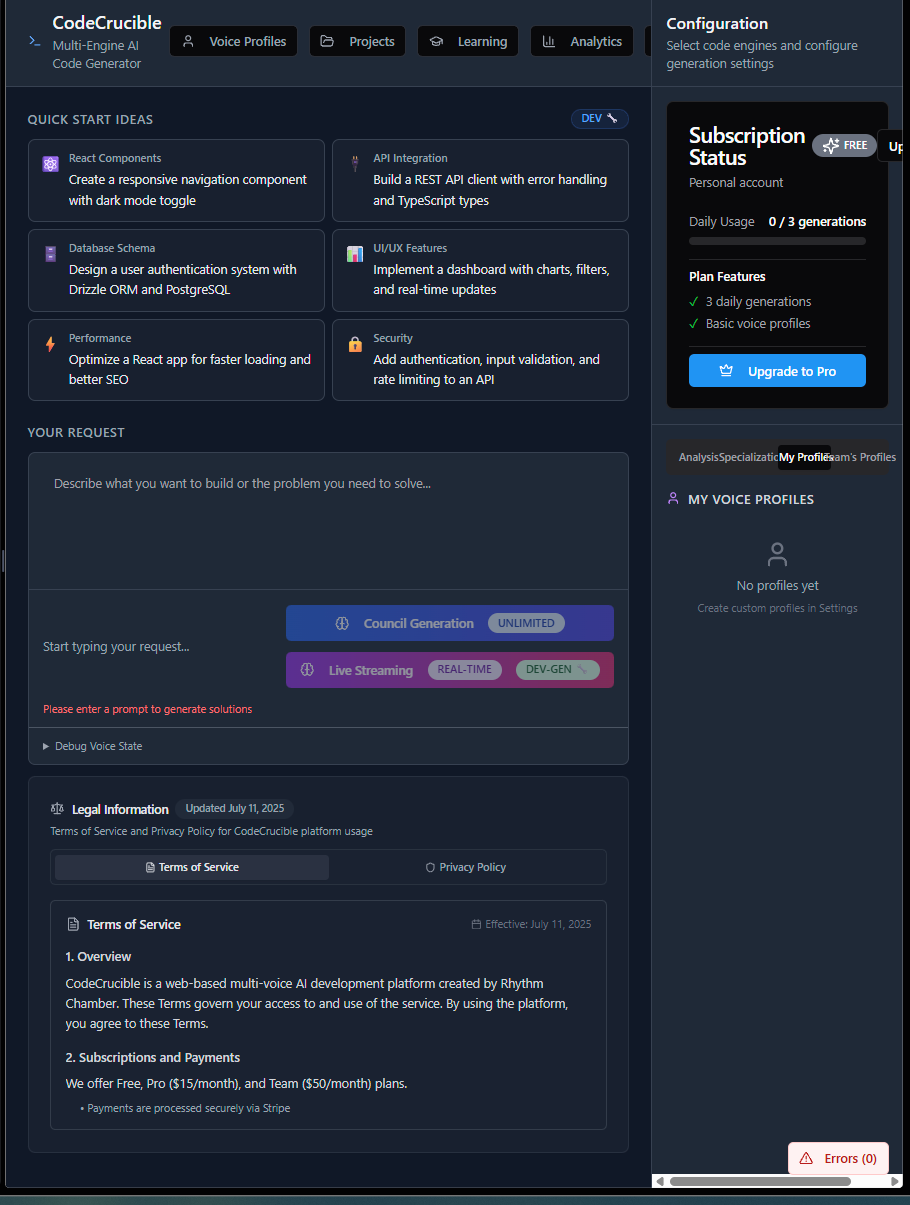 CodeCrucible
Multi-Engine AI
Code Generator
Voice Profiles
Projects
Learning
Analytics
QUICK START IDEAS
DEV
React Components
Create a responsive navigation component
with dark mode toggle
API Integration
Build a REST API client with error handling
and TypeScript types
Database Schema
Design a user authentication system with
Drizzle ORM and PostgreSQL
UI/UX Features
Implement a dashboard with charts, filters,
and real-time updates
Performance
Optimize a React app for faster loading and
better SEO
Security
Add authentication, input validation, and
rate limiting to an API
YOUR REQUEST
Describe what you want to build or the problem you need to solve...
Start typing your request...
Council Generation UNLIMITED
Live Streaming REAL-TIME DEV-GEN
Please enter a prompt to generate solutions
Debug Voice State
Legal Information Updated July 11, 2025
Terms of Service and Privacy Policy for CodeCrucible platform usage
Terms of Service
Privacy Policy
Terms of Service
Effective: July 11, 2025
1. Overview
CodeCrucible is a web-based multi-voice AI development platform created by Rhythm
Chamber. These Terms govern your access to and use of the service. By using the platform,
you agree to these Terms.
2. Subscriptions and Payments
We offer Free, Pro ($15/month), and Team ($50/month) plans.
• Payments are processed securely via Stripe
Configuration
Select code engines and configure
generation settings
Subscription
Status
FREE
Up
Personal account
Daily Usage 0 / 3 generations
Plan Features
✓ 3 daily generations
✓ Basic voice profiles
Upgrade to Pro
Analysis
Specializatio
My Profiles
eam's Profiles
MY VOICE PROFILES
No profiles yet
Create custom profiles in Settings
Errors (0)